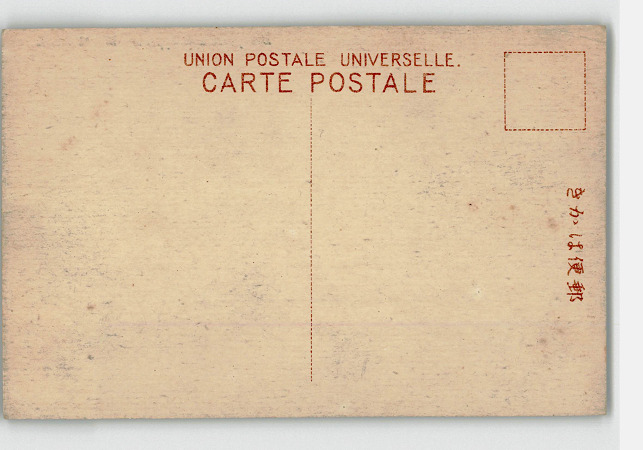 UNION POSTALE UNIVERSELLE.
CARTE POSTALE
きかは便郵